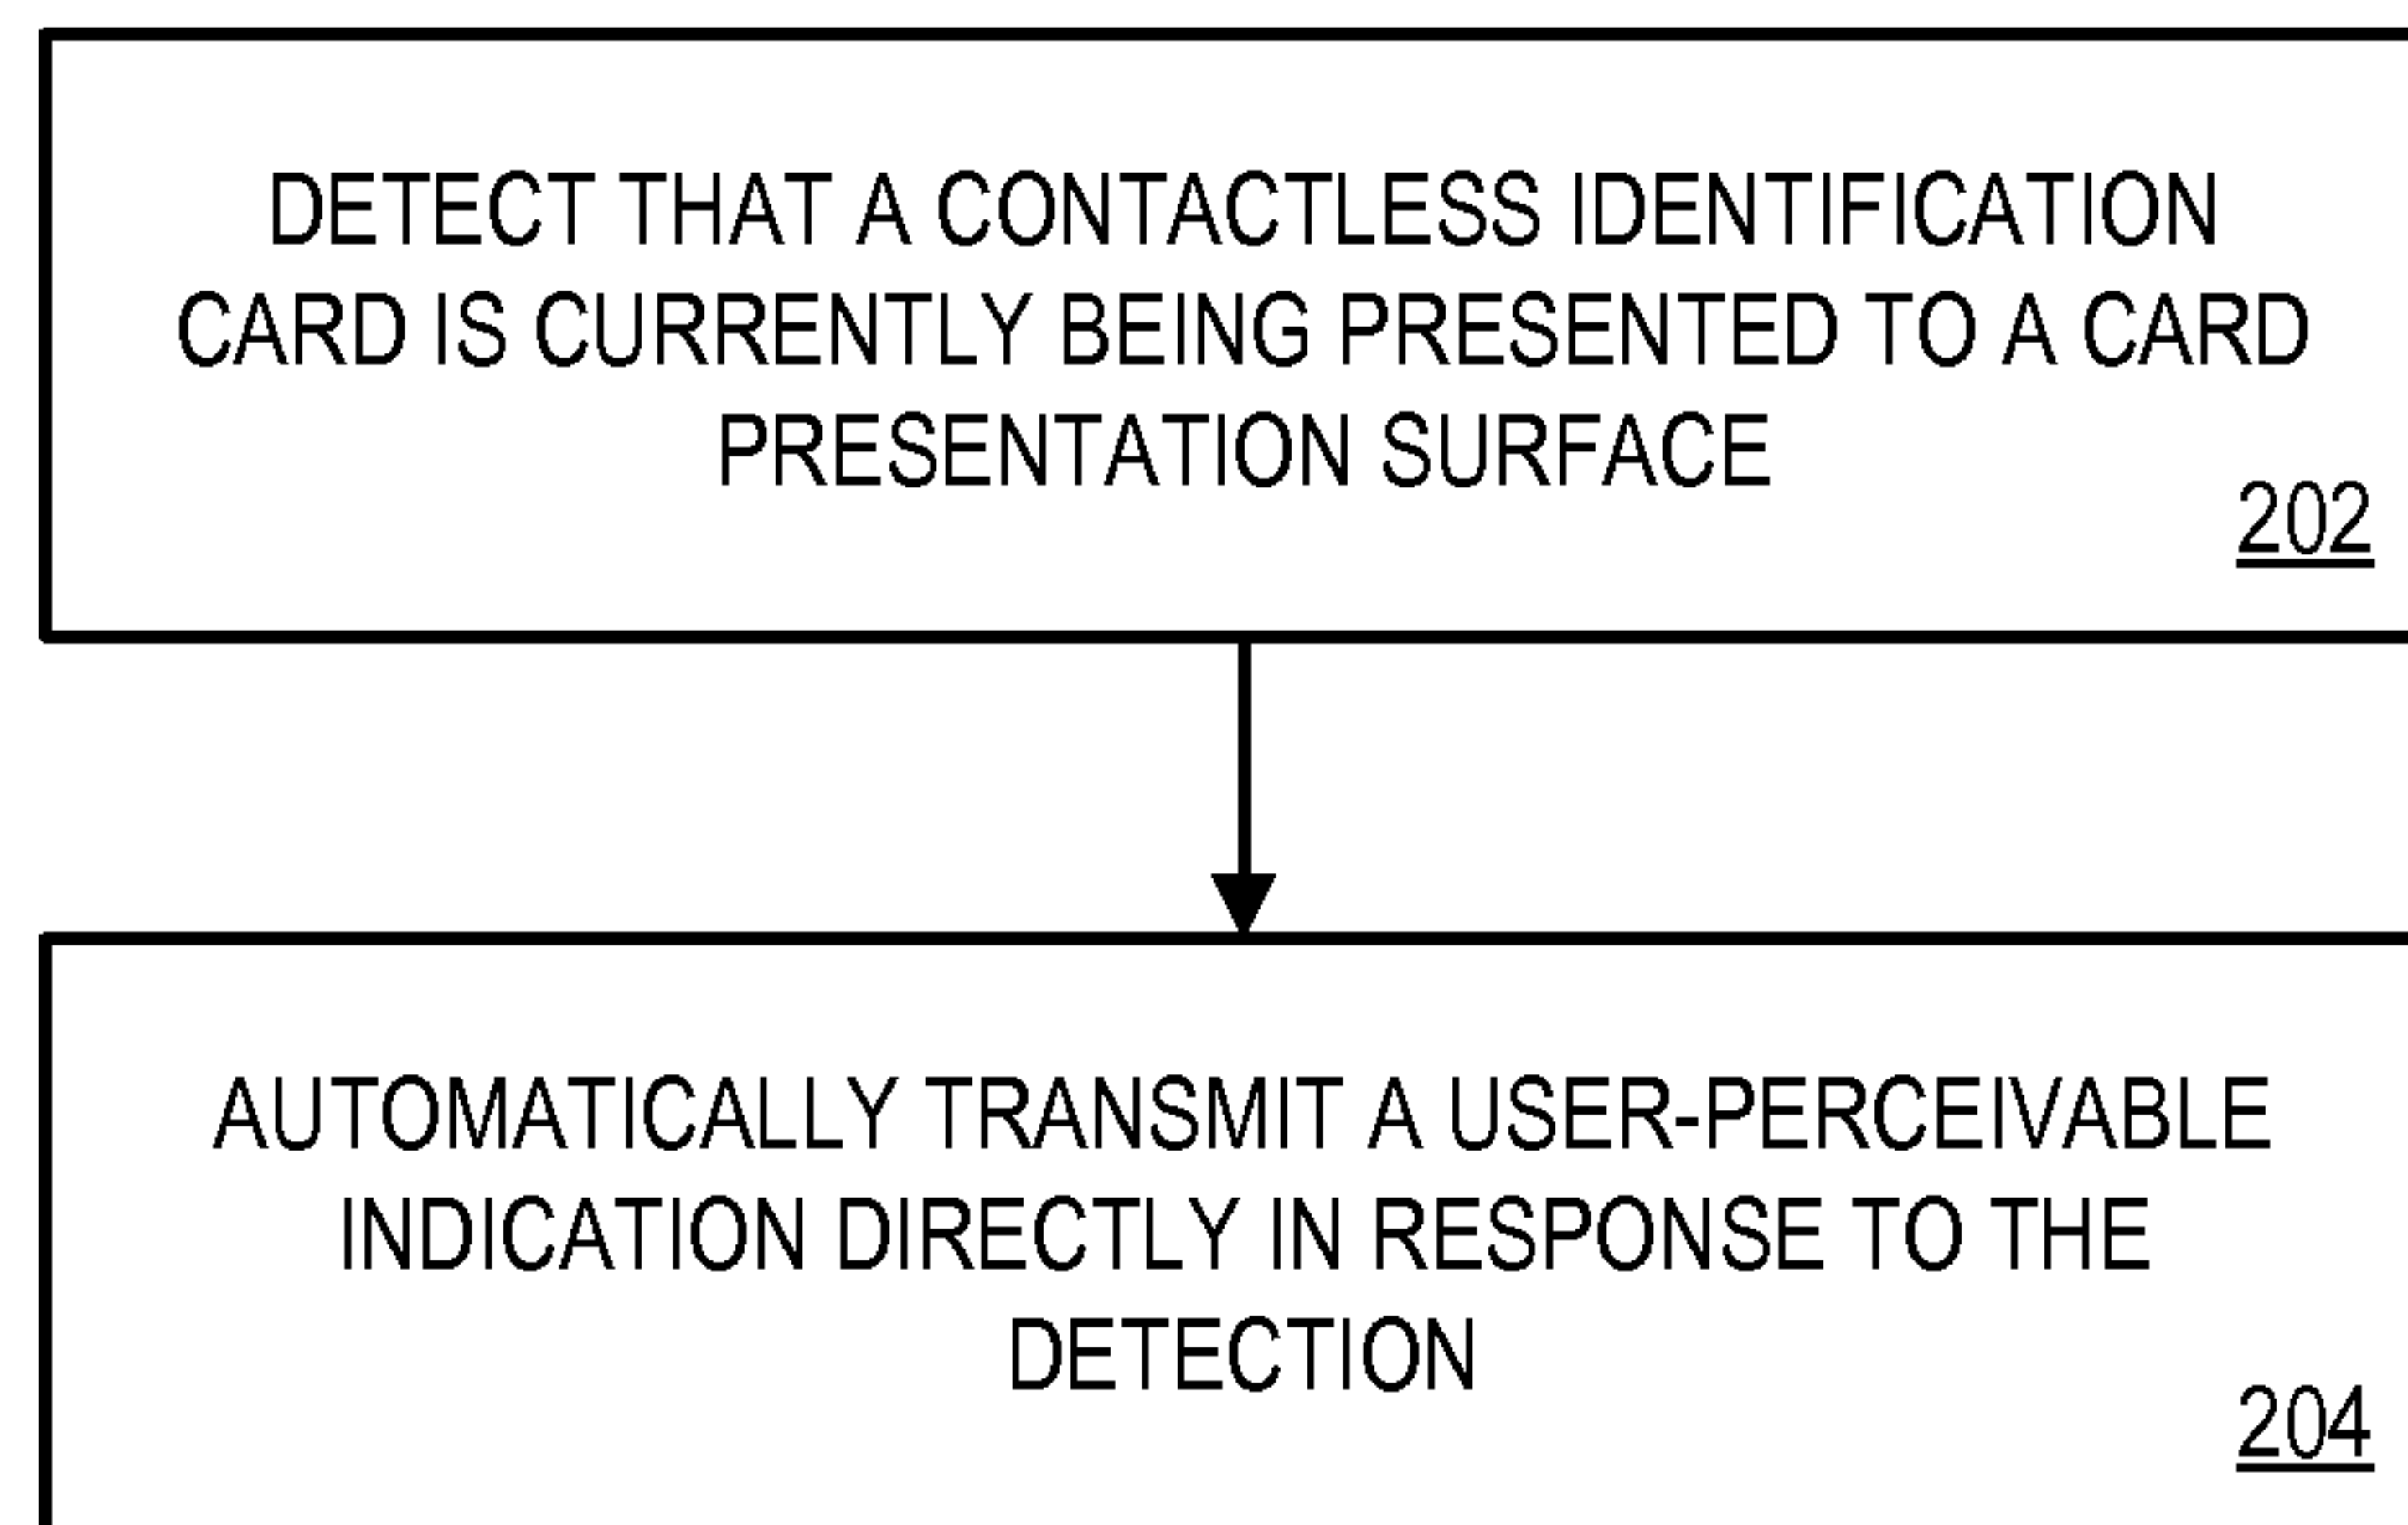 DETECT THAT A CONTACTLESS IDENTIFICATION
CARD IS CURRENTLY BEING PRESENTED TO A CARD
PRESENTATION SURFACE
202
AUTOMATICALLY TRANSMIT A USER-PERCEIVABLE
INDICATION DIRECTLY IN RESPONSE TO THE
DETECTION
204